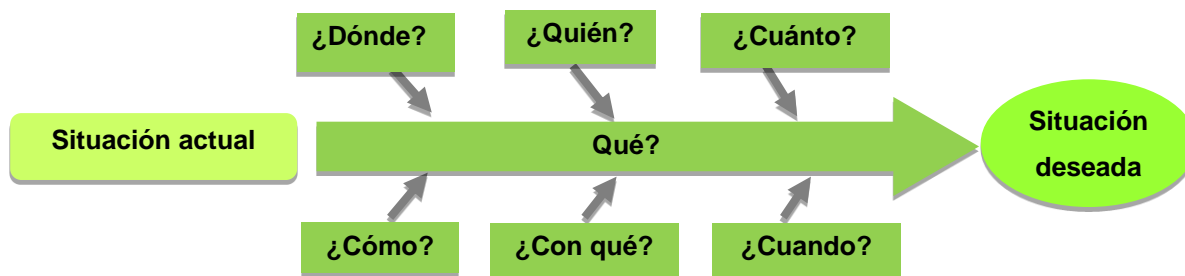 ¿Dónde?
¿Quién?
¿Cuánto?
Situación actual
Qué?
Situación
deseada
¿Cómo?
¿Con qué?
¿Cuando?